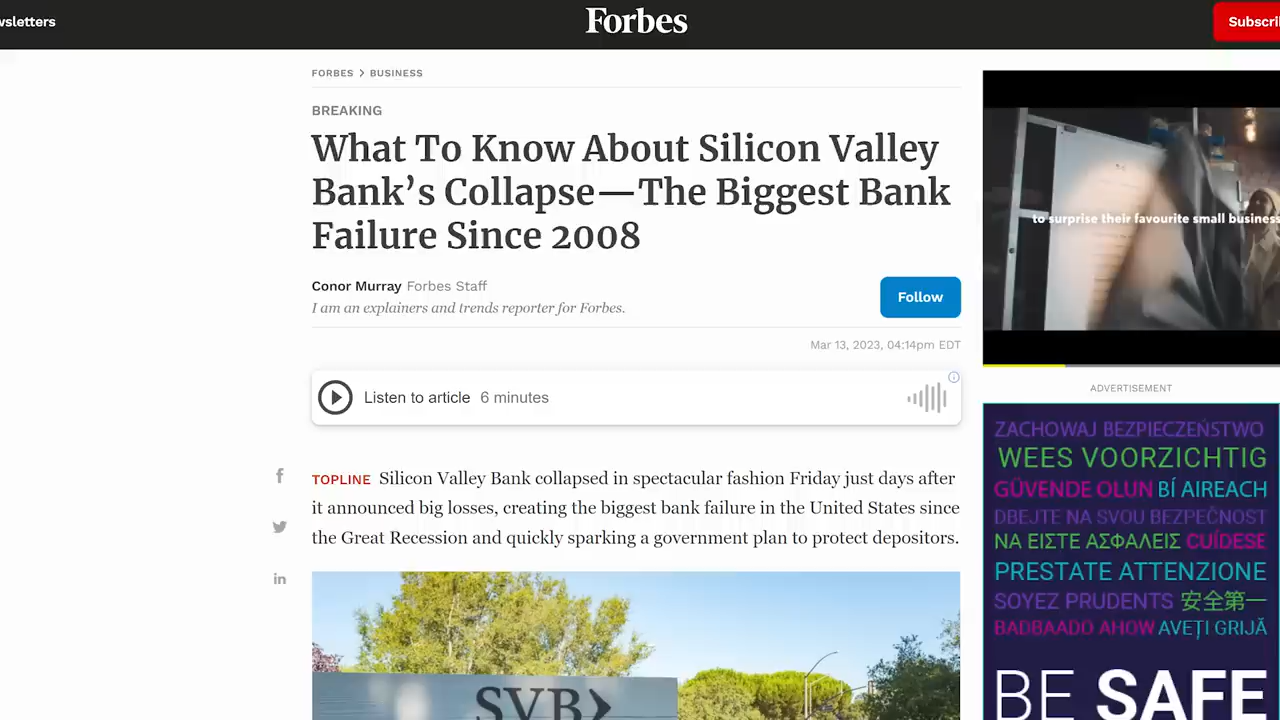 wsletters
Forbes
Subscri
FORBES > BUSINESS
BREAKING
What To Know About Silicon Valley
Bank’s Collapse—The Biggest Bank
Failure Since 2008
Conor Murray Forbes Staff
I am an explainers and trends reporter for Forbes.
Follow
Mar 13, 2023, 04:14pm EDT
Listen to article 6 minutes
TOPLINE Silicon Valley Bank collapsed in spectacular fashion Friday just days after
it announced big losses, creating the biggest bank failure in the United States since
the Great Recession and quickly sparking a government plan to protect depositors.
SVB>
to surprise their favourite small business
ADVERTISEMENT
ZACHOWAJ BEZPIECZEŃSTWO
WEES VOORZICHTIG
GÜVENDE OLUN BÍ AIREACH
DBEJTE NA SVOU BEZPEČNOST
ΝΑ ΕΙΣΤΕ ΑΣΦΑΛΕΙΣ CUÍDESE
PRESTATE ATTENZIONE
SOYEZ PRUDENTS 安全第一
BADBAADO AHOW AVEȚI GRIJĂ
BE SAFE